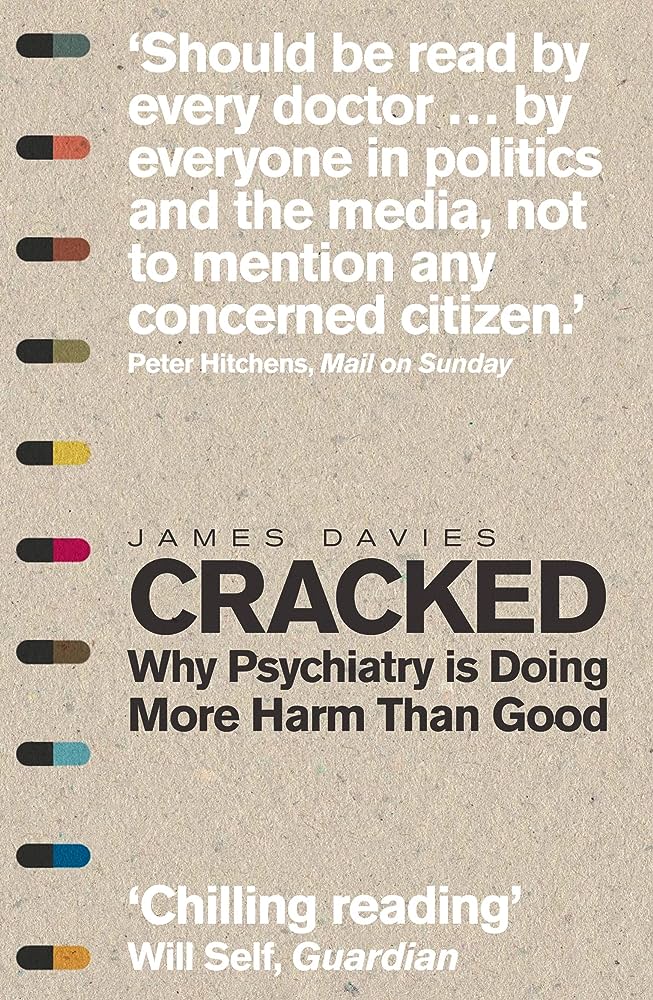 ‘Should be read by
every doctor ... by
everyone in politics
and the media, not
to mention any
concerned citizen.’
Peter Hitchens, Mail on Sunday
JAMES DAVIES
CRACKED
Why Psychiatry is Doing
More Harm Than Good
‘Chilling reading’
Will Self, Guardian